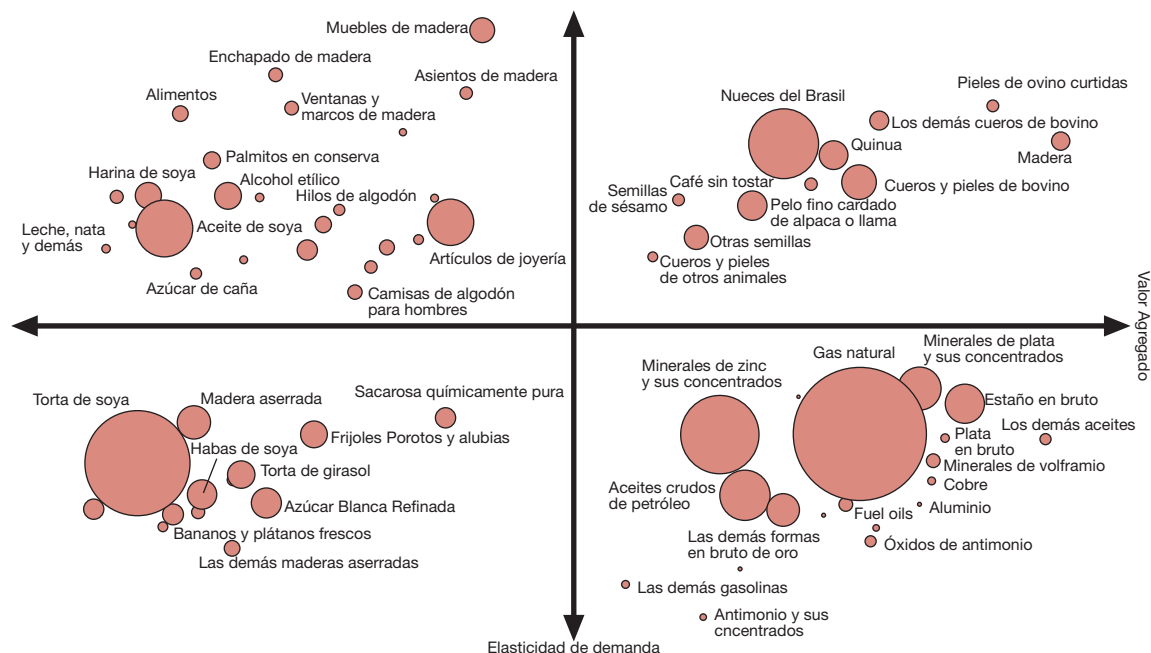 Muebles de madera
Enchapado de madera
Asientos de madera
Alimentos
Ventanas y
marcos de madera
Palmitos en conserva
Harina de soya
Alcohol etílico
Hilos de algodón
Leche, nata
y demás
Aceite de soya
Artículos de joyería
Azúcar de caña
Camisas de algodón
para hombres
Pieles de ovino curtidas
Nueces del Brasil
Los demás cueros de bovino
Quinua
Madera
Café sin tostar
Cueros y pieles de bovino
Semillas
de sésamo
Pelo fino cardado
de alpaca o llama
Otras semillas
Cueros y pieles
de otros animales
Valor Agregado
Torta de soya
Madera aserrada
Sacarosa químicamente pura
Habas de soya
Frijoles Porotos y alubias
Torta de girasol
Azúcar Blanca Refinada
Bananos y plátanos frescos
Las demás maderas aserradas
Minerales de zinc
y sus concentrados
Gas natural
Minerales de plata
y sus concentrados
Estaño en bruto
Los demás aceites
Plata
en bruto
Minerales de volframio
Cobre
Aceites crudos
de petróleo
Fuel oils
Aluminio
Las demás formas
en bruto de oro
Óxidos de antimonio
Las demás gasolinas
Antimonio y sus
cncentrados
Elasticidad de demanda